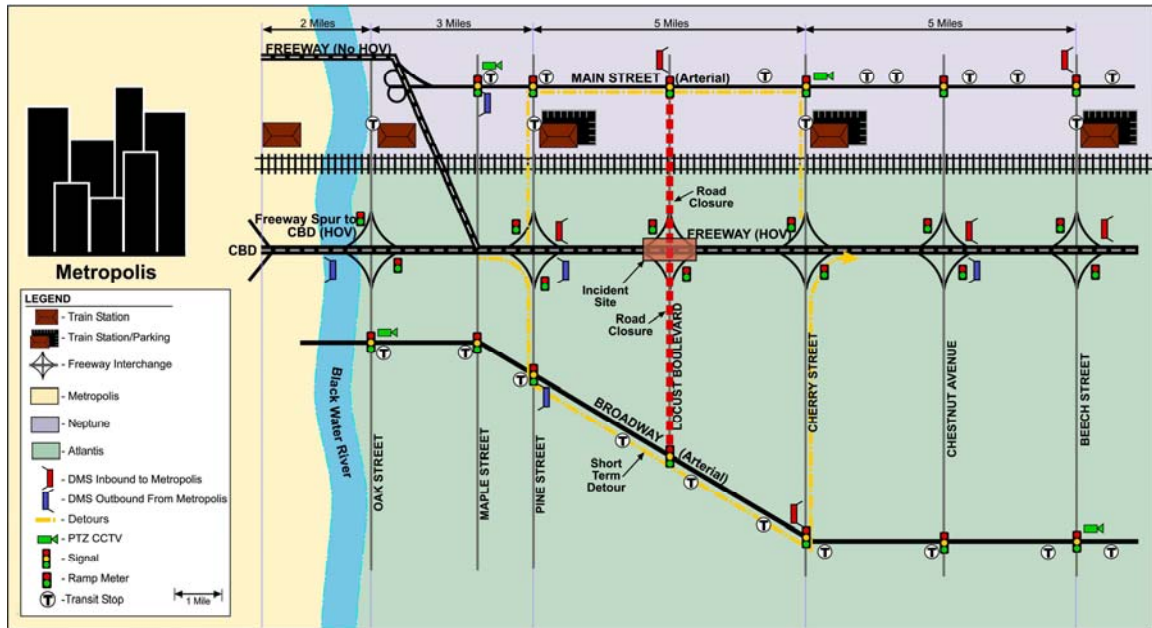 2 Miles
3 Miles
5 Miles
5 Miles
FREEWAY (No HOV)
MAIN STREET (Arterial)
T
T
T
T
T
T
T
T
T
T
T
T
T
Road
Closure
Freeway Spur to
CBD (HOV)
FREEWAY (HOV)
CBD
Metropolis
Incident
Site
Road
Closure
LEGEND
- Train Station
- Train Station/Parking
- Freeway Interchange
- Metropolis
- Neptune
- Atlantis
- DMS Inbound to Metropolis
- DMS Outbound From Metropolis
- Detours
- PTZ CCTV
- Signal
- Ramp Meter
T -Transit Stop
1 Mile
Black Water River
OAK STREET
MAPLE STREET
PINE STREET
LOCUST BOULEVARD
CHERRY STREET
CHESTNUT AVENUE
BEECH STREET
T
T
T
BROADWAY
(Arterial)
T
Short
Term
Detour
T
T
T
T
T
T